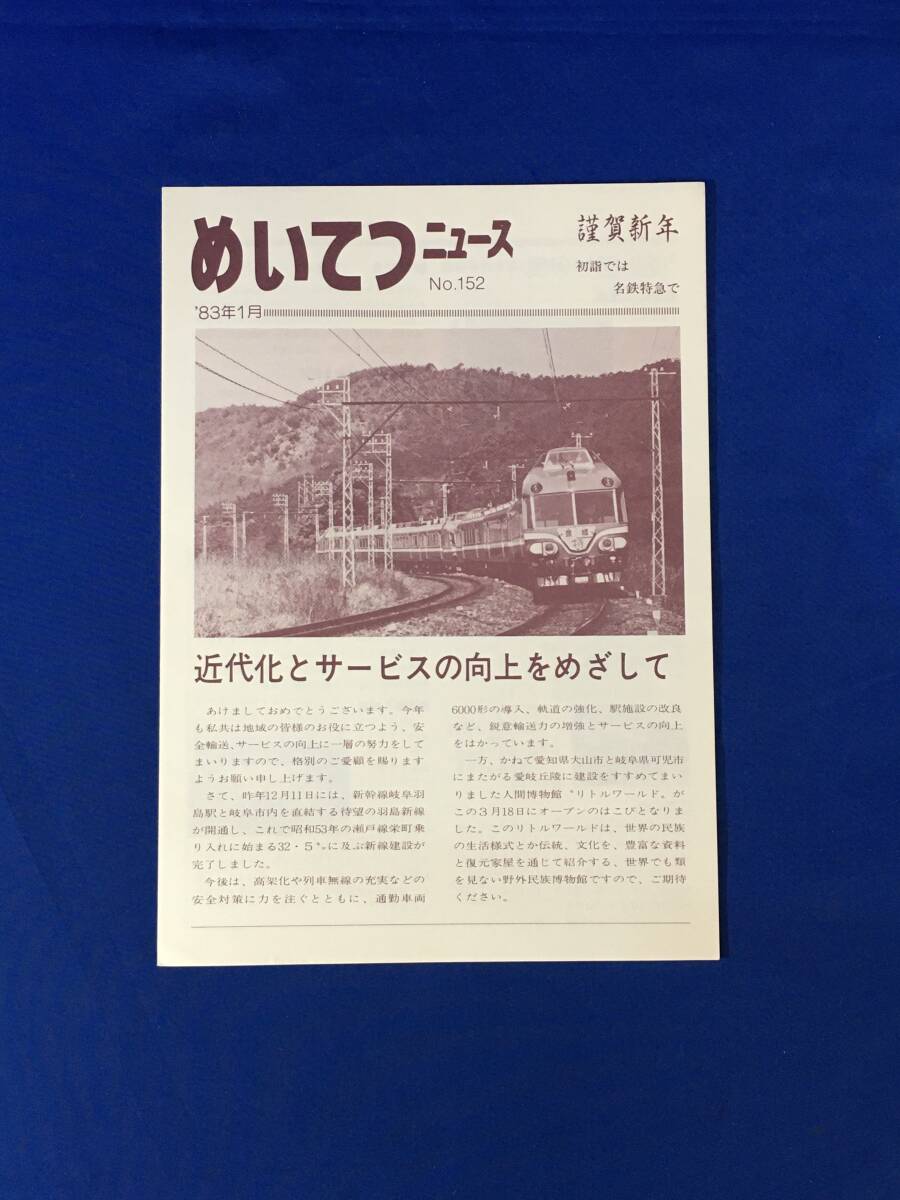 めいてつニュース
No.152
謹賀新年
初詣では
名鉄特急で
'83年1月
近代化とサービスの向上をめざして
あけましておめでとうございます。今年
も私共は地域の皆様のお役に立つよう、安
全輸送、サービスの向上に一層の努力をして
まいりますので、格別のご愛顧を賜ります
ようお願い申し上げます。
さて、昨年12月11日には、新幹線岐阜羽
島駅と岐阜市内を直結する待望の羽島新線
が開通し、これで昭和53年の瀬戸線栄町乗
り入れに始まる32・5㌔に及ぶ新線建設が
完了しました。
今後は、高架化や列車無線の充実などの
安全対策に力を注ぐとともに、通勤車両
6000形の導入、軌道の強化、駅施設の改良
など、鋭意輸送力の増強とサービスの向上
をはかっています。
一方、かねて愛知県犬山市と岐阜県可児市
にまたがる愛岐丘陵に建設をすすめてまい
りました人間博物館〝リトルワールド〟が
この3月18日にオープンのはこびとなりま
した。このリトルワールドは、世界の民族
の生活様式とか伝統、文化を、豊富な資料
と復元家屋を通じて紹介する、世界でも類
を見ない野外民族博物館ですので、ご期待
ください。